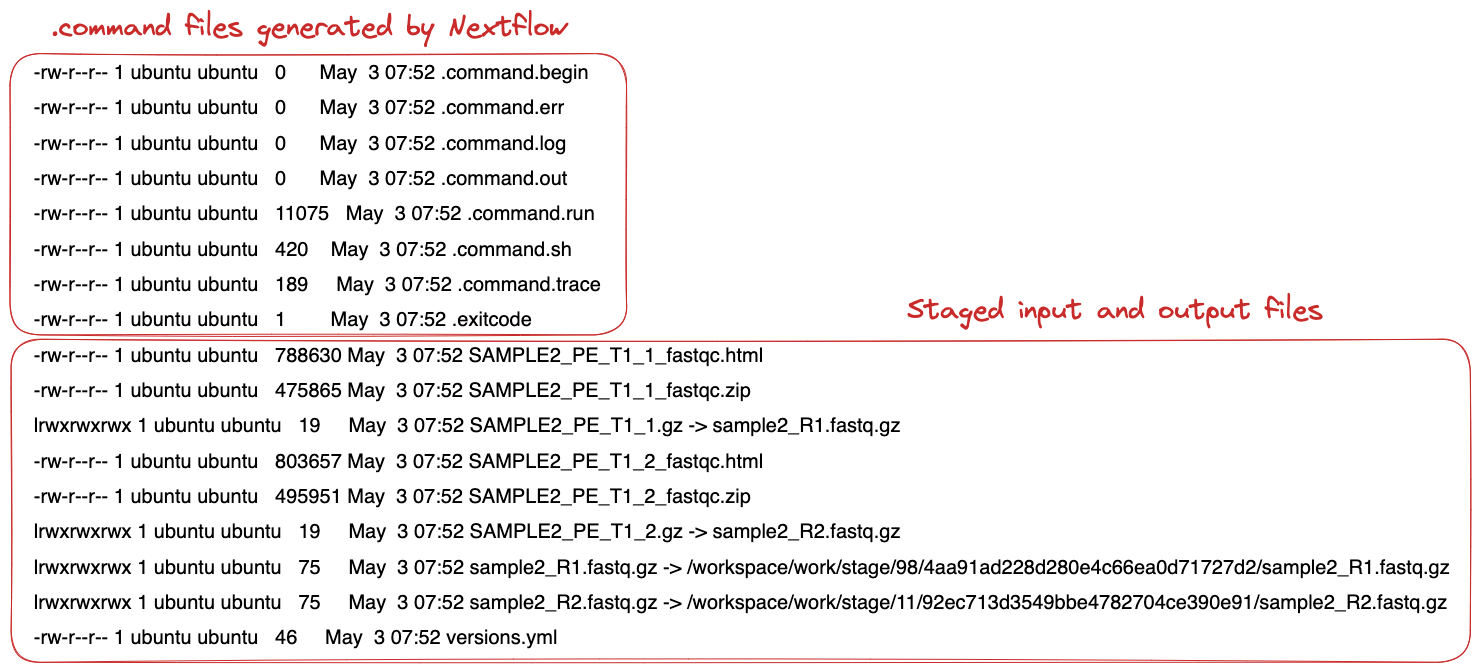 .command files generated by Nextflow
-rw-r--r-- 1 ubuntu ubuntu 0 May 3 07:52 .command.begin
-rw-r--r-- 1 ubuntu ubuntu 0 May 3 07:52 .command.err
-rw-r--r-- 1 ubuntu ubuntu 0 May 3 07:52 .command.log
-rw-r--r-- 1 ubuntu ubuntu 0 May 3 07:52 .command.out
-rw-r--r-- 1 ubuntu ubuntu 11075 May 3 07:52 .command.run
-rw-r--r-- 1 ubuntu ubuntu 420 May 3 07:52 .command.sh
-rw-r--r-- 1 ubuntu ubuntu 189 May 3 07:52 .command.trace
-rw-r--r-- 1 ubuntu ubuntu 1 May 3 07:52 .exitcode
Staged input and output files
-rw-r--r-- 1 ubuntu ubuntu 788630 May 3 07:52 SAMPLE2_PE_T1_1_fastqc.html
-rw-r--r-- 1 ubuntu ubuntu 475865 May 3 07:52 SAMPLE2_PE_T1_1_fastqc.zip
lrwxrwxrwx 1 ubuntu ubuntu 19 May 3 07:52 SAMPLE2_PE_T1_1.gz -> sample2_R1.fastq.gz
-rw-r--r-- 1 ubuntu ubuntu 803657 May 3 07:52 SAMPLE2_PE_T1_2_fastqc.html
-rw-r--r-- 1 ubuntu ubuntu 495951 May 3 07:52 SAMPLE2_PE_T1_2_fastqc.zip
lrwxrwxrwx 1 ubuntu ubuntu 19 May 3 07:52 SAMPLE2_PE_T1_2.gz -> sample2_R2.fastq.gz
lrwxrwxrwx 1 ubuntu ubuntu 75 May 3 07:52 sample2_R1.fastq.gz -> /workspace/work/stage/98/4aa91ad228d280e4c66ea0d71727d2/sample2_R1.fastq.gz
lrwxrwxrwx 1 ubuntu ubuntu 75 May 3 07:52 sample2_R2.fastq.gz -> /workspace/work/stage/11/92ec713d3549bbe4782704ce390e91/sample2_R2.fastq.gz
-rw-r--r-- 1 ubuntu ubuntu 46 May 3 07:52 versions.yml